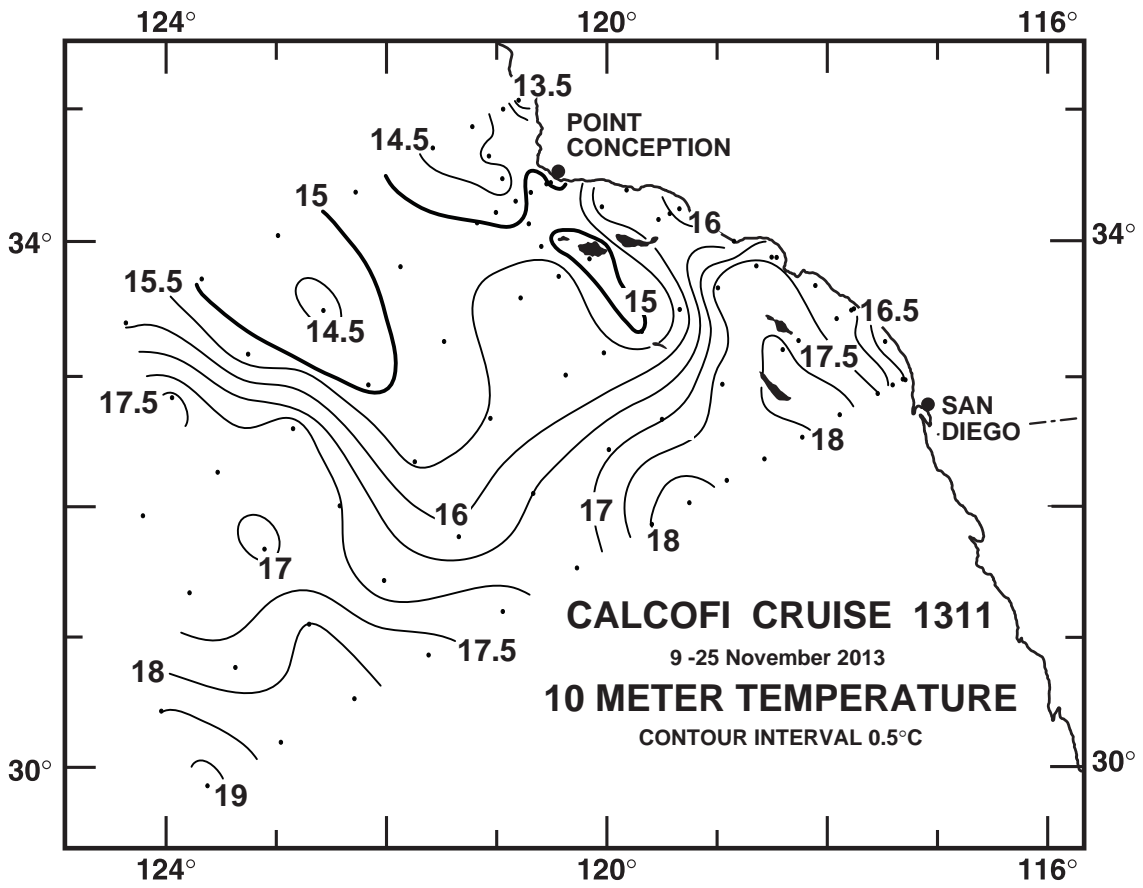 124° 120° 116°
13.5
POINT
CONCEPTION
14.5
15
16
34° 34°
15.5
15
14.5
16.5
17.5
17.5
SAN
DIEGO
18
16
17
18
17
CALCOFI CRUISE 1311
17.5
9 -25 November 2013
18
10 METER TEMPERATURE
CONTOUR INTERVAL 0.5°C
30° 30°
19
124° 120° 116°